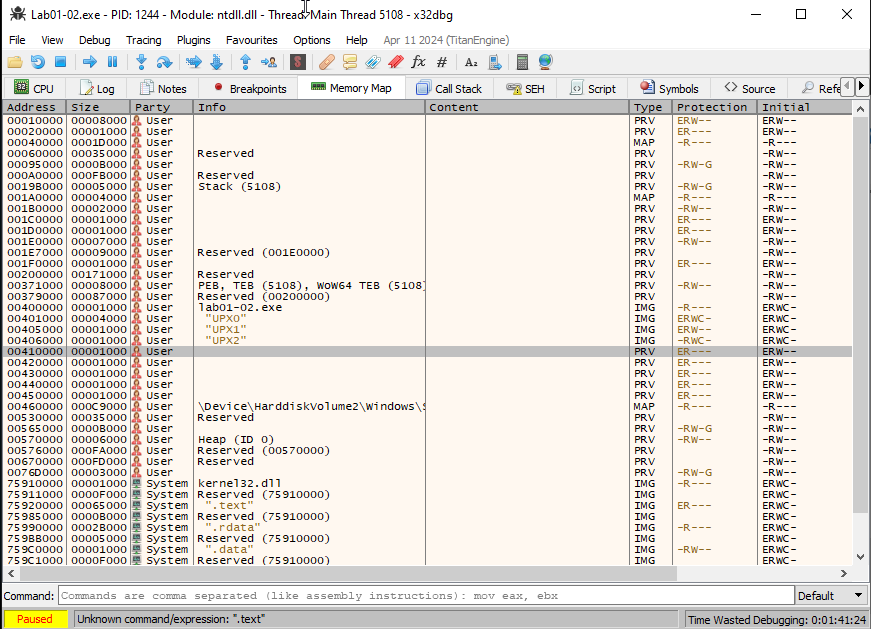 Lab01-02.exe - PID: 1244 - Module: ntdll.dll - Thread: Main Thread 5108 - x32dbg
File View Debug Tracing Plugins Favourites Options Help Apr 11 2024 (TitanEngine)
CPU Log Notes Breakpoints Memory Map Call Stack SEH Script Symbols Source Refe
Address Size Party Info Content Type Protection Initial
00010000 00008000 User PRV ERW-- ERW--
00020000 00001000 User PRV ER--- ERW--
00040000 0001D000 User MAP -R--- -R---
00060000 00035000 User Reserved PRV -RW--
00095000 0000B000 User PRV -RW-G -RW--
000A0000 000FB000 User Reserved PRV -RW--
0019B000 00005000 User Stack (5108) PRV -RW-G -RW--
001A0000 00004000 User MAP -R--- -R---
001B0000 00002000 User PRV -RW-- -RW--
001C0000 00001000 User PRV ER--- ERW--
001D0000 00001000 User PRV ER--- ERW--
001E0000 00007000 User PRV -RW-- -RW--
001E7000 00009000 User Reserved (001E0000) PRV -RW--
001F0000 00001000 User PRV ER--- ERW--
00200000 00171000 User Reserved PRV -RW--
00371000 00008000 User PEB, TEB (5108), WoW64 TEB (5108) PRV -RW-- -RW--
00379000 00087000 User Reserved (00200000) PRV -RW--
00400000 00001000 User lab01-02.exe IMG -R--- ERWC-
00401000 00004000 User "UPX0" IMG ERWC- ERWC-
00405000 00001000 User "UPX1" IMG ERW-- ERWC-
00406000 00001000 User "UPX2" IMG -RW-- ERWC-
00410000 00001000 User PRV ER--- ERW--
00420000 00001000 User PRV ER--- ERW--
00430000 00001000 User PRV ER--- ERW--
00440000 00001000 User PRV ER--- ERW--
00450000 00001000 User PRV ER--- ERW--
00460000 000C9000 User \Device\HarddiskVolume2\Windows\S MAP -R--- -R---
00530000 00035000 User Reserved PRV -RW--
00565000 0000B000 User PRV -RW-G -RW--
00570000 00006000 User Heap (ID 0) PRV -RW-- -RW--
00576000 000FA000 User Reserved (00570000) PRV -RW--
00670000 000FD000 User Reserved PRV -RW--
0076D000 00003000 User PRV -RW-G -RW--
75910000 00001000 System kernel32.dll IMG -R--- ERWC-
75911000 0000F000 System Reserved (75910000) IMG ERWC-
75920000 00065000 System ".text" IMG ER--- ERWC-
75985000 0000B000 System Reserved (75910000) IMG ERWC-
75990000 0002B000 System ".rdata" IMG -R--- ERWC-
759BB000 00005000 System Reserved (75910000) IMG ERWC-
759C0000 00001000 System ".data" IMG -RW-- ERWC-
759C1000 0000F000 System Reserved (75910000) IMG ERWC-
Command: Commands are comma separated (like assembly instructions): mov eax, ebx Default
Paused Unknown command/expression: ".text" Time Wasted Debugging: 0:01:41:24